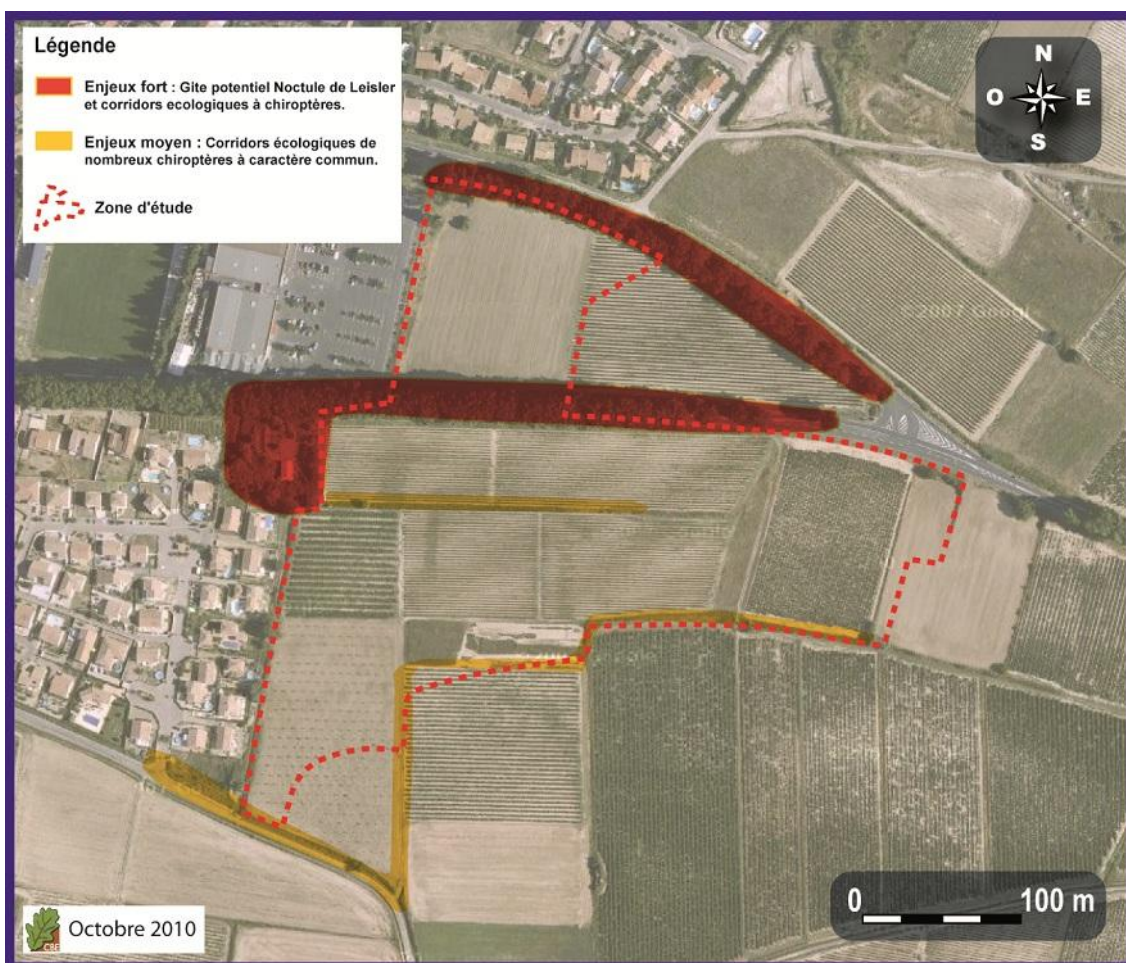 Légende
Enjeux fort : Gite potentiel Noctule de Leisler
et corridors ecologiques à chiroptères.
Enjeux moyen : Corridors écologiques de
nombreux chiroptères à caractère commun.
Zone d'étude
N
O
E
S
2007 Google
0
100 m
CBE
Octobre 2010